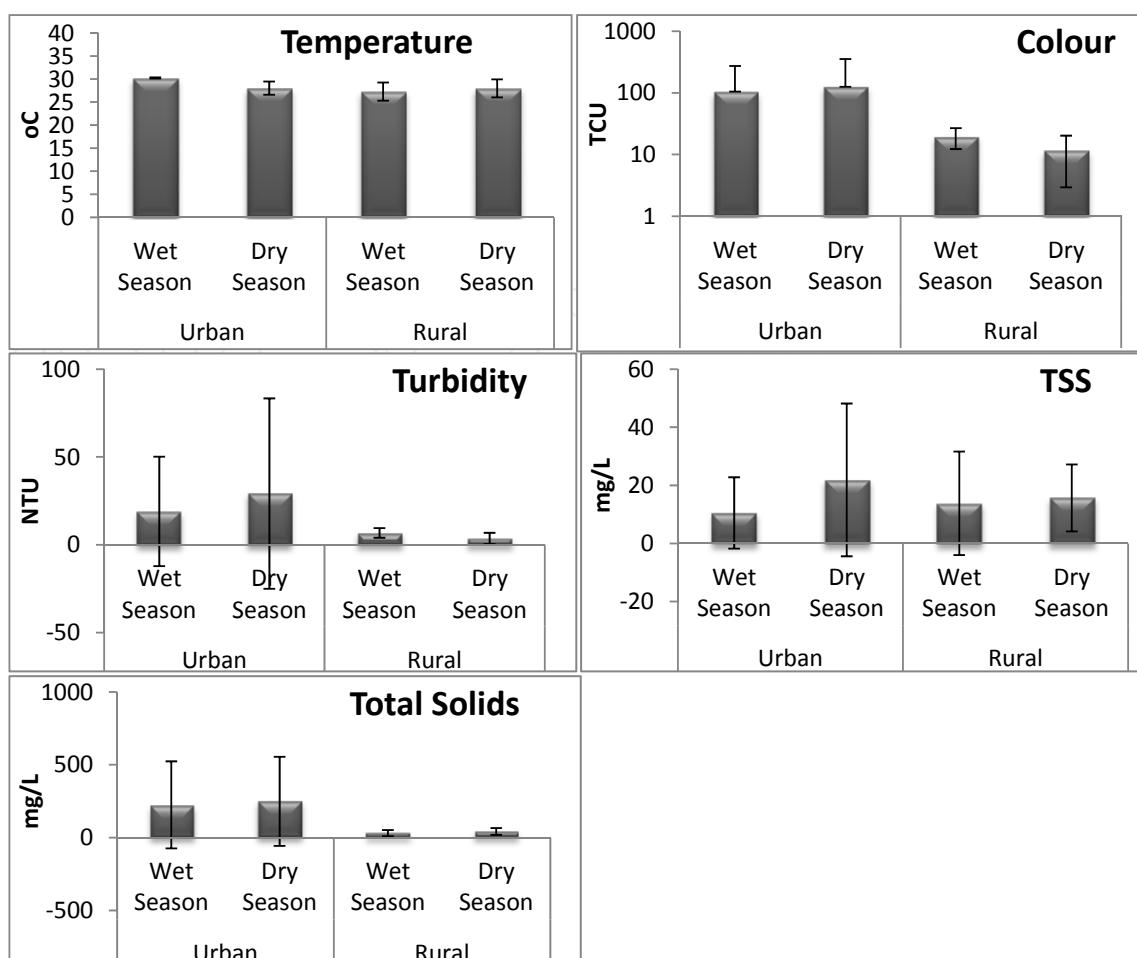 Temperature
oC
40
35
30
25
20
15
10
5
0
Wet Season
Dry Season
Wet Season
Dry Season
Urban
Rural
Colour
TCU
1000
100
10
1
Wet Season
Dry Season
Wet Season
Dry Season
Urban
Rural
Turbidity
NTU
100
50
0
-50
Wet Season
Dry Season
Wet Season
Dry Season
Urban
Rural
TSS
mg/L
60
40
20
0
-20
Wet Season
Dry Season
Wet Season
Dry Season
Urban
Rural
Total Solids
mg/L
1000
500
0
-500
Wet Season
Dry Season
Wet Season
Dry Season
Urban
Rural